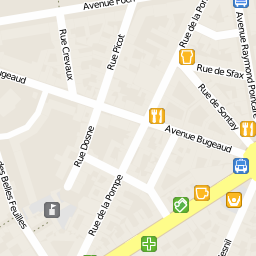 Avenue Foch
Rue de la Pompe
Avenue Raymond Poincaré
Rue Crevaux
Rue Picot
Rue de Sfax
Bugeaud
Rue de Sontay
Avenue Bugeaud
Rue Dosne
des Belles Feuilles
Rue de la Pompe